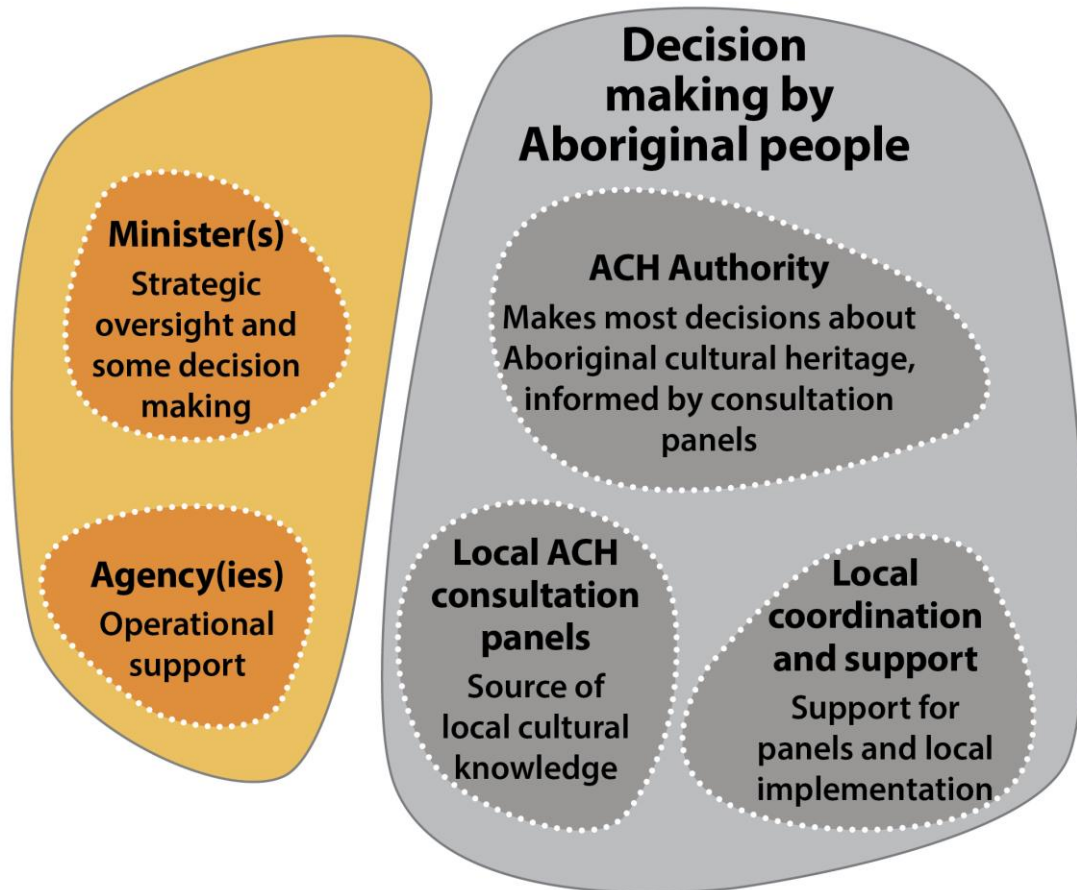 Minister(s)
Strategic
oversight and
some decision
making
Agency(ies)
Operational
support
Decision
making by
Aboriginal people
ACH Authority
Makes most decisions about
Aboriginal cultural heritage,
informed by consultation
panels
Local ACH
consultation
panels
Source of
local cultural
knowledge
Local
coordination
and support
Support for
panels and local
implementation